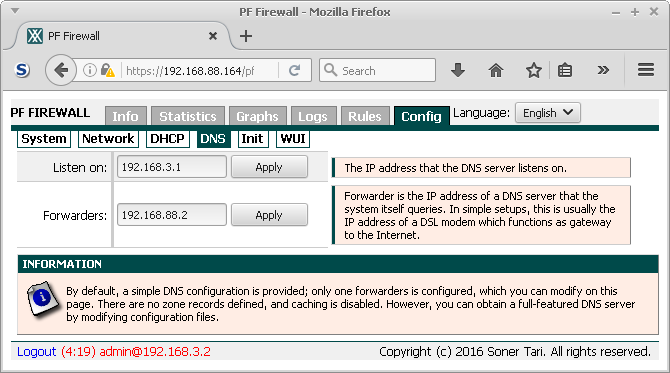 PF Firewall - Mozilla Firefox
PF Firewall
https://192.168.88.164/pf
Search
PF FIREWALL Info Statistics Graphs Logs Rules Config Language: English
System Network DHCP DNS Init WUI
Listen on: 192.168.3.1 Apply The IP address that the DNS server listens on.
Forwarder is the IP address of a DNS server that the
system itself queries. In simple setups, this is usually the
Forwarders: 192.168.88.2 Apply
IP address of a DSL modem which functions as gateway
to the Internet.
INFORMATION
By default, a simple DNS configuration is provided; only one forwarders is configured, which you can modify on this
page. There are no zone records defined, and caching is disabled. However, you can obtain a full-featured DNS server
by modifying configuration files.
Logout (4:19) admin@192.168.3.2 Copyright (c) 2016 Soner Tari. All rights reserved.